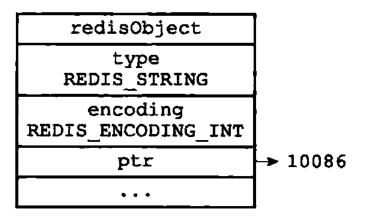 redisObject
type
REDIS_STRING
encoding
REDIS_ENCODING_INT
ptr
10086
...